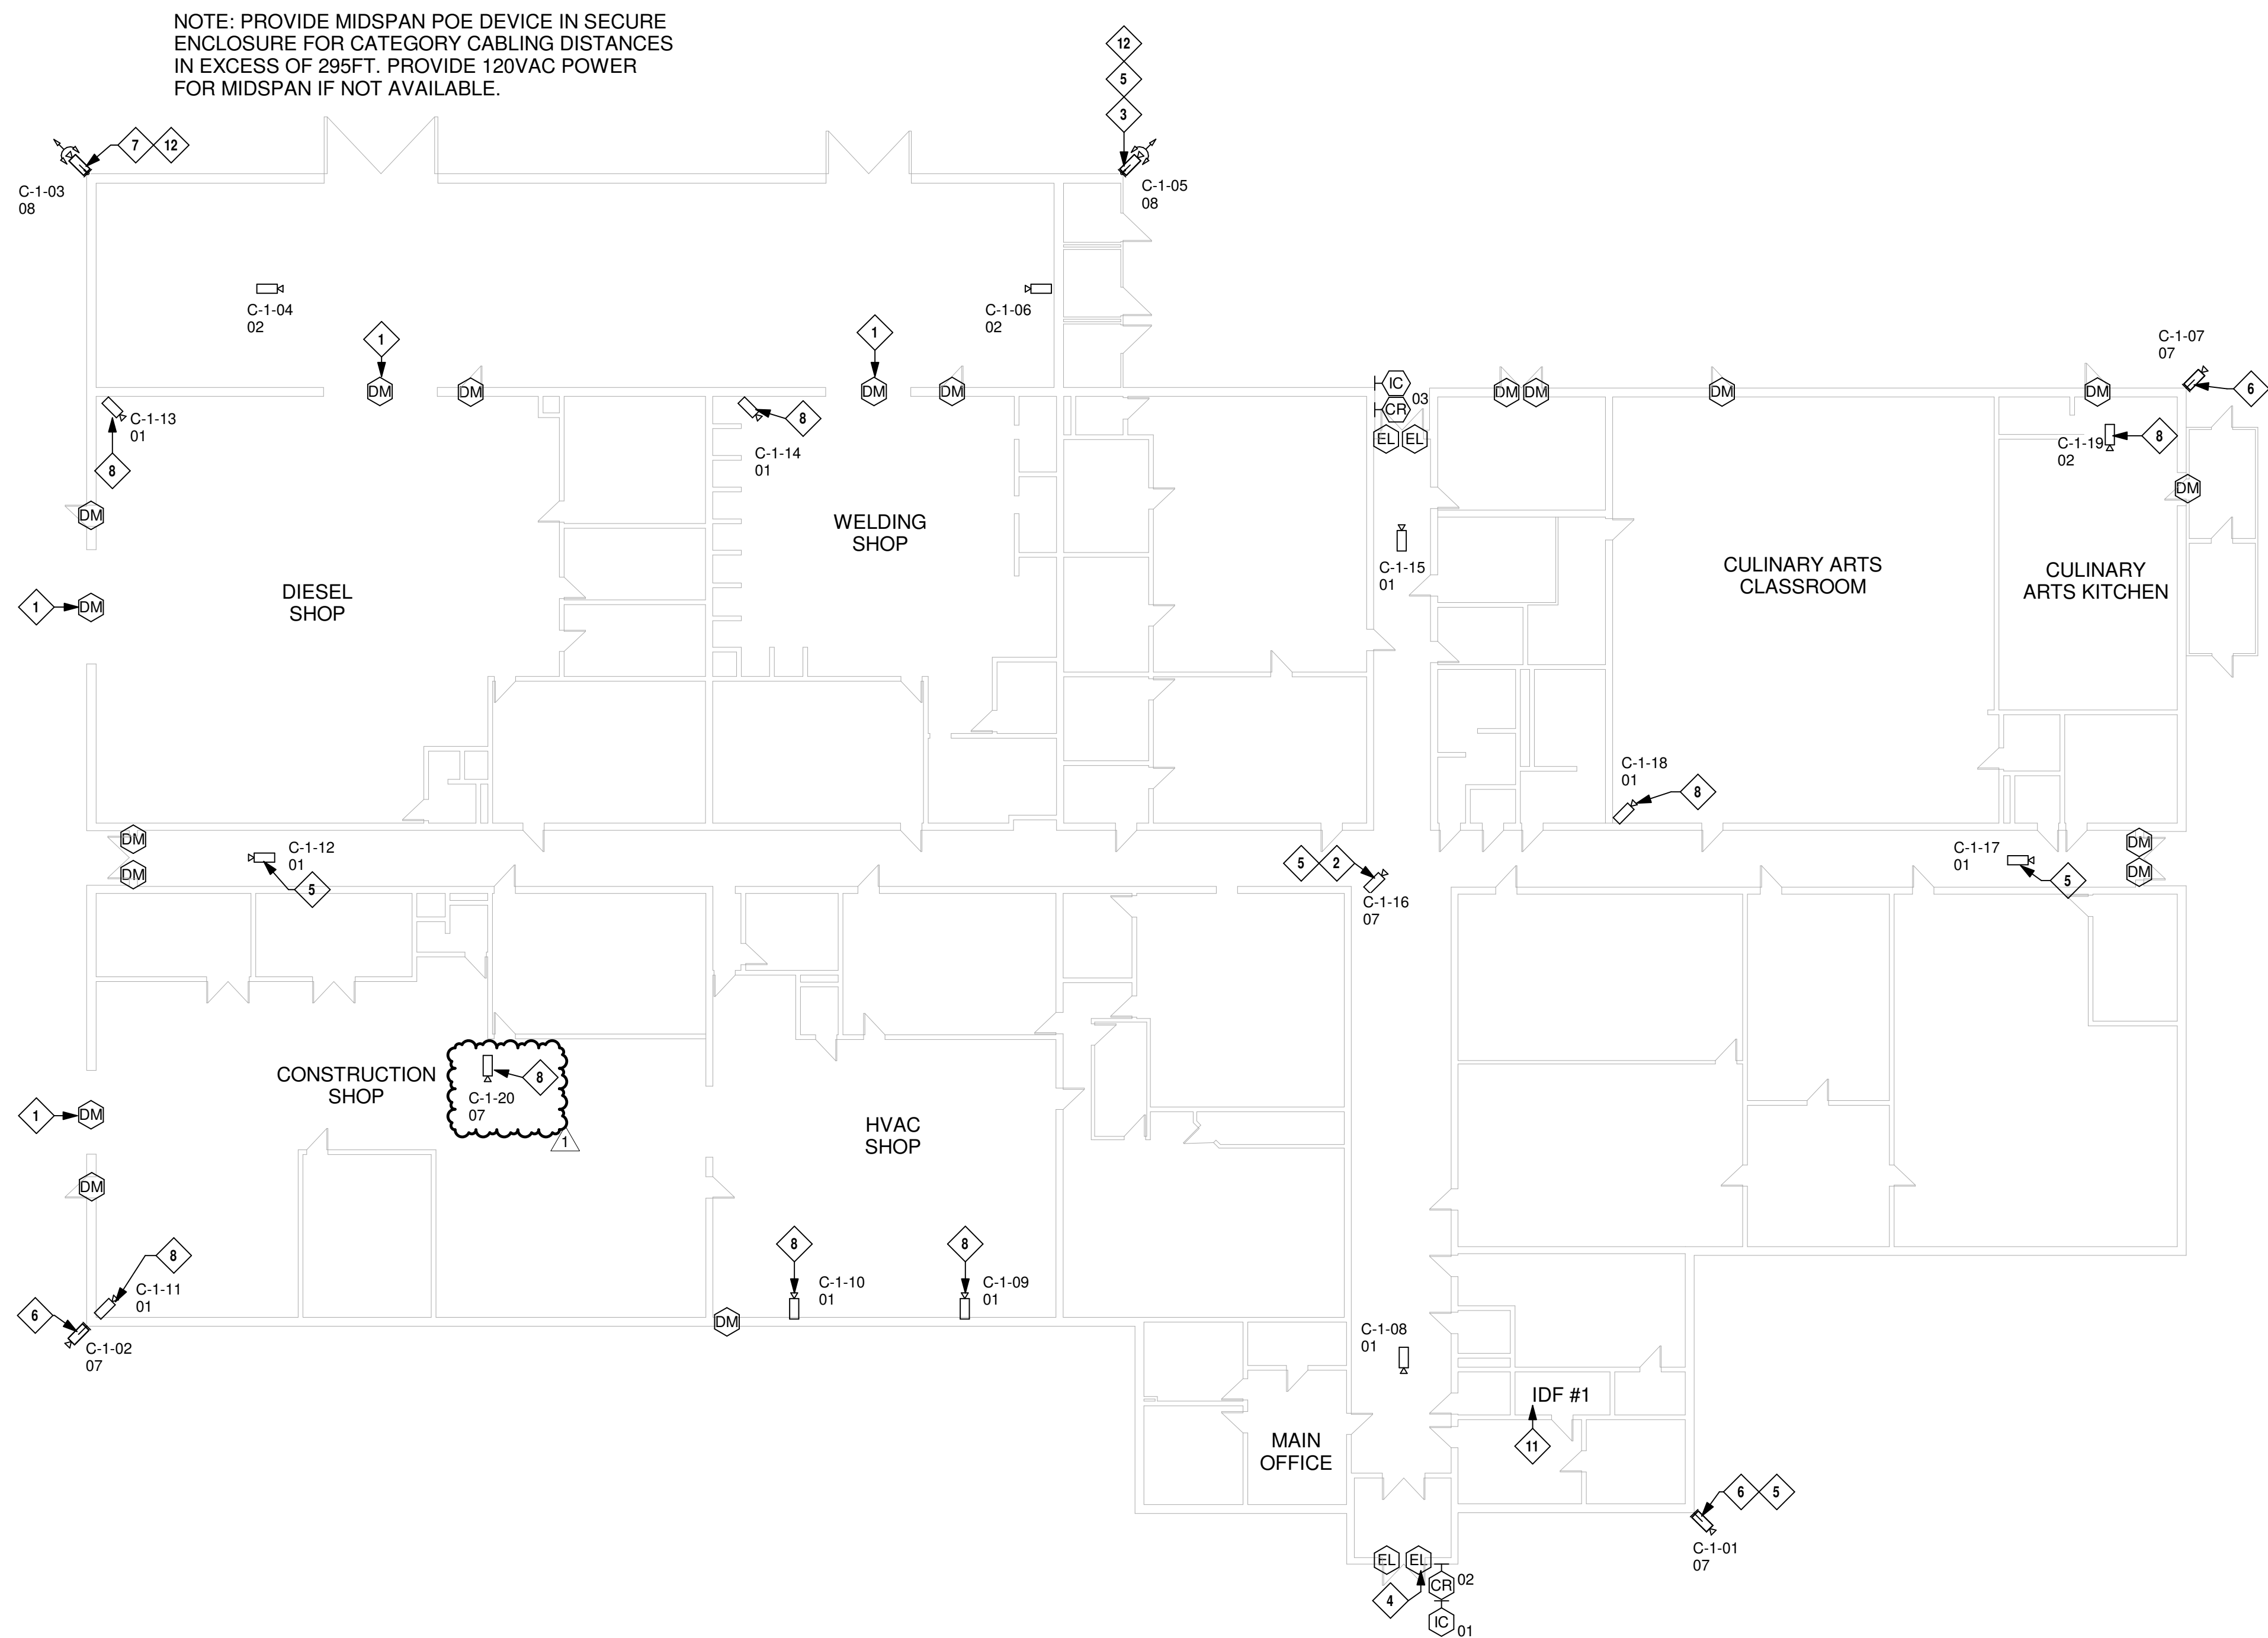 NOTE: PROVIDE MIDSPAN POE DEVICE IN SECURE
ENCLOSURE FOR CATEGORY CABLING DISTANCES
IN EXCESS OF 295FT. PROVIDE 120VAC POWER
FOR MIDSPAN IF NOT AVAILABLE.
12
5
3
7 12
C-1-03
08
C-1-05
08
C-1-04
02
C-1-06
02
1
1
DM
DM
DM
DM
C-1-07
07
6
IC
03
CR
EL EL
DM DM
DM
DM
C-1-13
01
8
C-1-14
01
8
C-1-19
02
8
DM
DM
WELDING
SHOP
C-1-15
01
CULINARY ARTS
CLASSROOM
CULINARY
ARTS KITCHEN
DIESEL
SHOP
1
DM
C-1-18
01
8
DM
DM
C-1-12
01
5
5 2
C-1-16
07
C-1-17
01
5
DM
DM
CONSTRUCTION
SHOP
8
C-1-20
07
1
HVAC
SHOP
1
DM
DM
8
C-1-11
01
6
C-1-02
07
8
C-1-10
01
8
C-1-09
01
DM
C-1-08
01
IDF #1
11
MAIN
OFFICE
6 5
C-1-01
07
EL EL
4
CR
02
IC
01